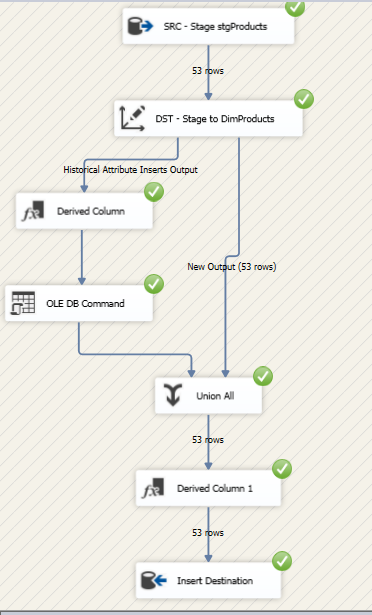 SRC - Stage stgProducts
53 rows
DST - Stage to DimProducts
Historical Attribute Inserts Output
Derived Column
New Output (53 rows)
OLE DB Command
Union All
53 rows
Derived Column 1
53 rows
Insert Destination